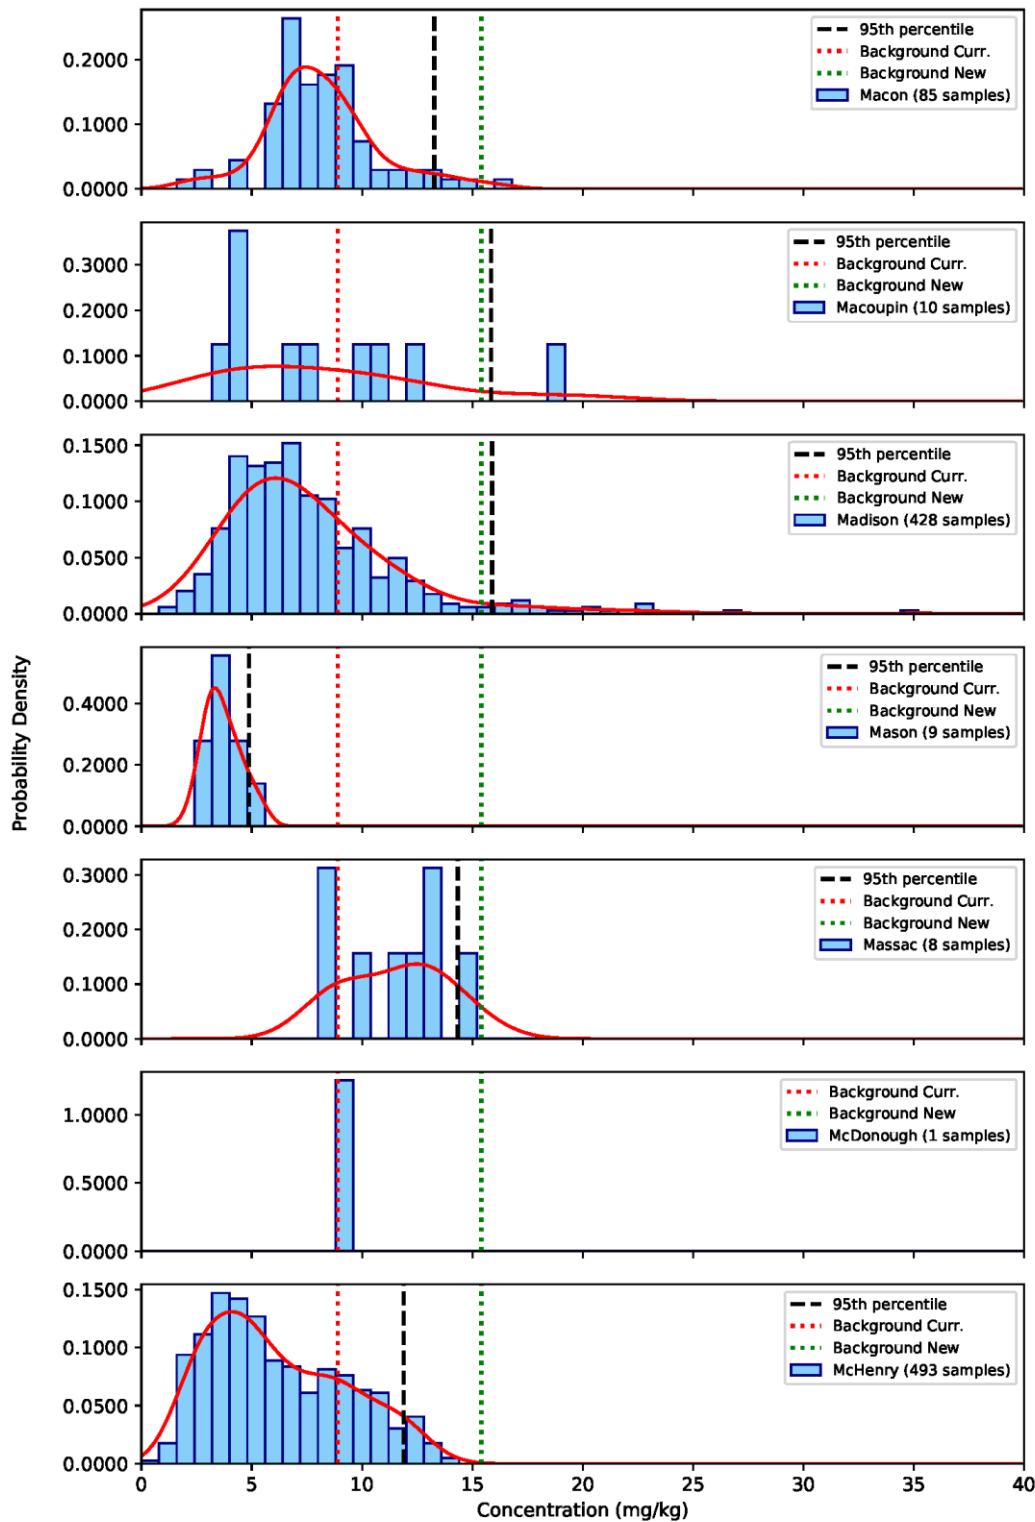 0.2000
0.1000
0.0000
95th percentile
Background Curr.
Background New
Macon (85 samples)
0.3000
0.2000
0.1000
0.0000
95th percentile
Background Curr.
Background New
Macoupin (10 samples)
0.1500
0.1000
0.0500
0.0000
95th percentile
Background Curr.
Background New
Madison (428 samples)
Probability Density
0.4000
0.2000
0.0000
95th percentile
Background Curr.
Background New
Mason (9 samples)
0.3000
0.2000
0.1000
0.0000
95th percentile
Background Curr.
Background New
Massac (8 samples)
1.0000
0.5000
0.0000
Background Curr.
Background New
McDonough (1 samples)
0.1500
0.1000
0.0500
0.0000
95th percentile
Background Curr.
Background New
McHenry (493 samples)
0 5 10 15 20 25 30 35 40
Concentration (mg/kg)